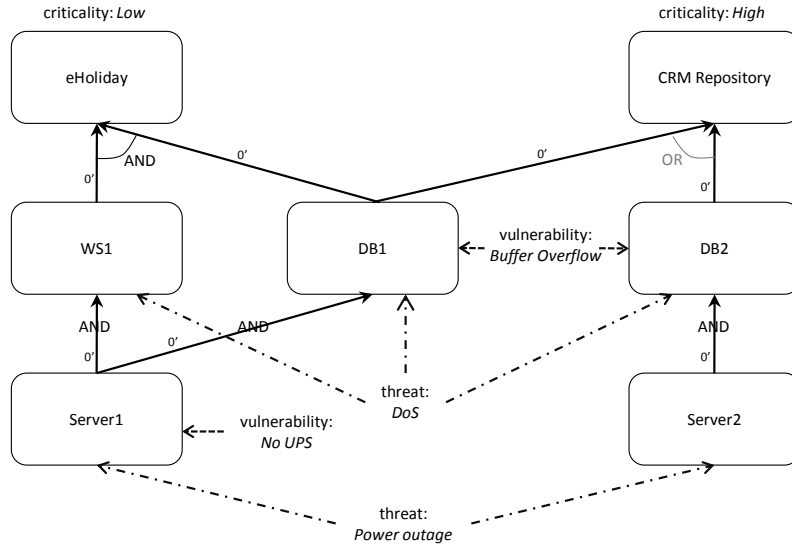 criticality: Low
criticality: High
eHoliday
CRM Repository
0'
AND
0'
0'
OR
0'
0'
WS1
DB1
vulnerability:
Buffer Overflow
DB2
AND
0'
0'
AND
AND
0'
threat:
DoS
Server1
vulnerability:
No UPS
Server2
threat:
Power outage